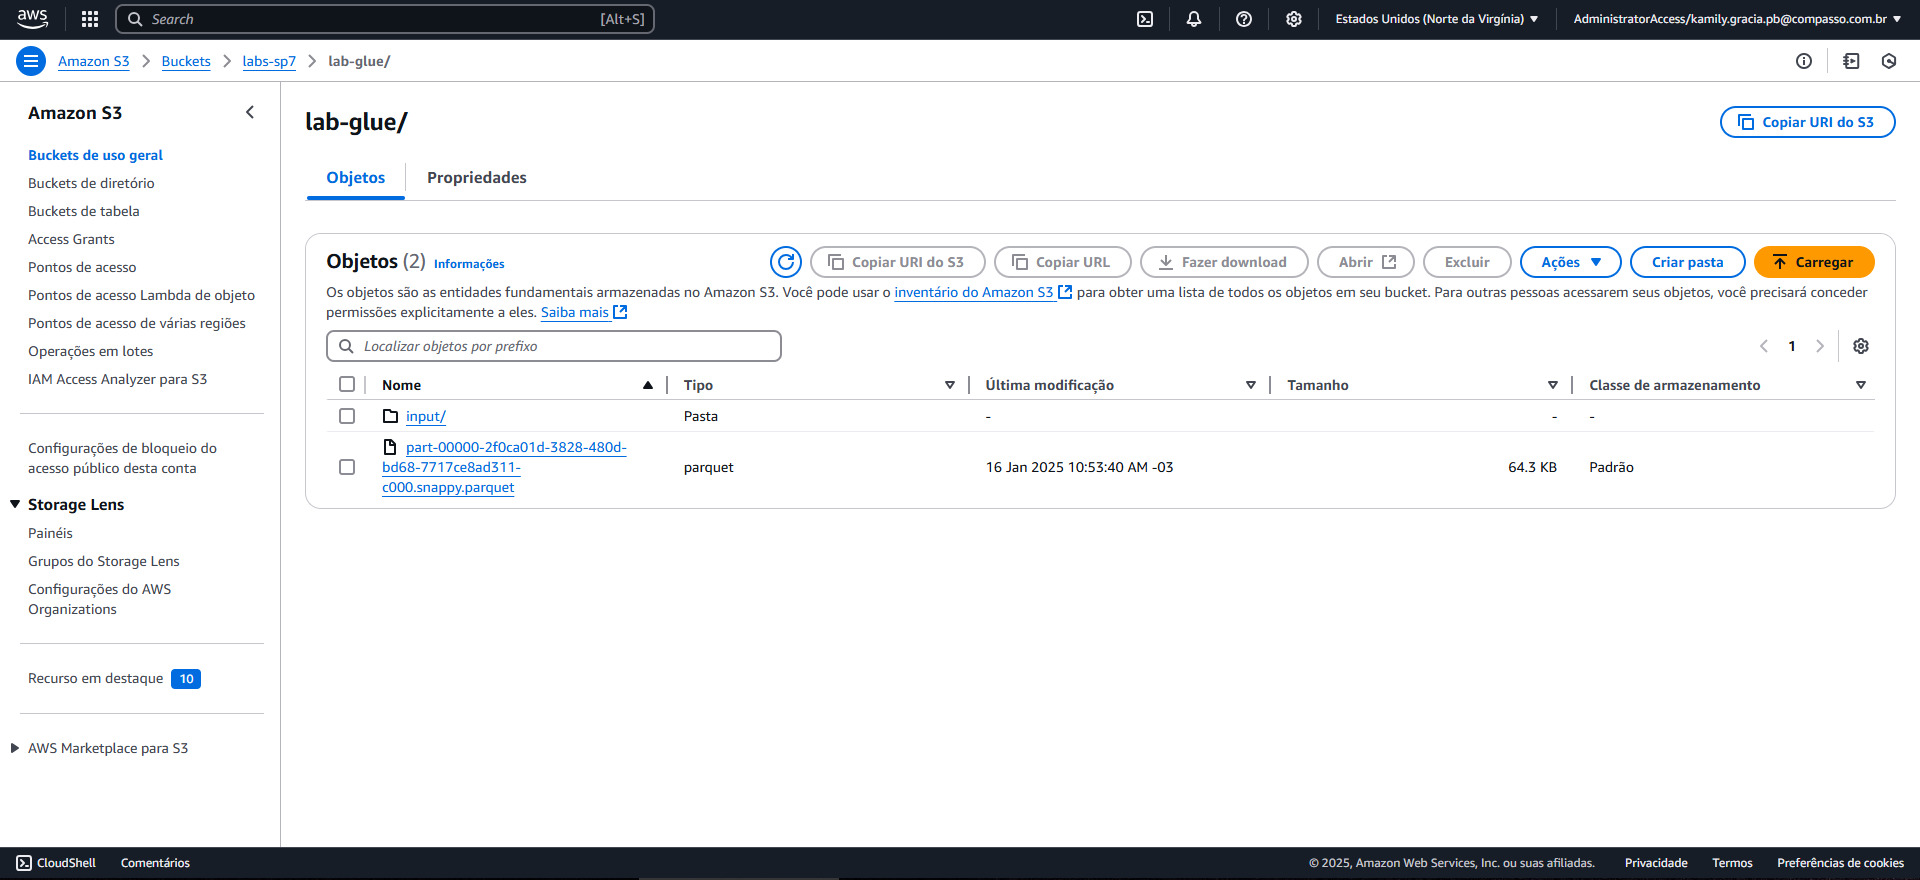 aws
Search [Alt+S]
Estados Unidos (Norte da Virgínia)
AdministratorAccess/kamily.gracia.pb@compasso.com.br
Amazon S3
Buckets
labs-sp7
lab-glue/
Amazon S3
Buckets de uso geral
Buckets de diretório
Buckets de tabela
Access Grants
Pontos de acesso
Pontos de acesso Lambda de objeto
Pontos de acesso de várias regiões
Operações em lotes
IAM Access Analyzer para S3
Configurações de bloqueio do
acesso público desta conta
Storage Lens
Painéis
Grupos do Storage Lens
Configurações do AWS
Organizations
Recurso em destaque 10
AWS Marketplace para S3
lab-glue/
Copiar URI do S3
Objetos
Propriedades
Objetos (2) Informações
Copiar URI do S3
Copiar URL
Fazer download
Abrir
Excluir
Ações
Criar pasta
Carregar
Os objetos são as entidades fundamentais armazenadas no Amazon S3. Você pode usar o inventário do Amazon S3 para obter uma lista de todos os objetos em seu bucket. Para outras pessoas acessarem seus objetos, você precisará conceder
permissões explicitamente a eles. Saiba mais
Localizar objetos por prefixo
1
Nome Tipo Última modificação Tamanho Classe de armazenamento
input/ Pasta - - -
part-00000-2f0ca01d-3828-480d-
bd68-7717ce8ad311-
c000.snappy.parquet
parquet 16 Jan 2025 10:53:40 AM -03 64.3 KB Padrão
CloudShell
Comentários
© 2025, Amazon Web Services, Inc. ou suas afiliadas.
Privacidade
Termos
Preferências de cookies